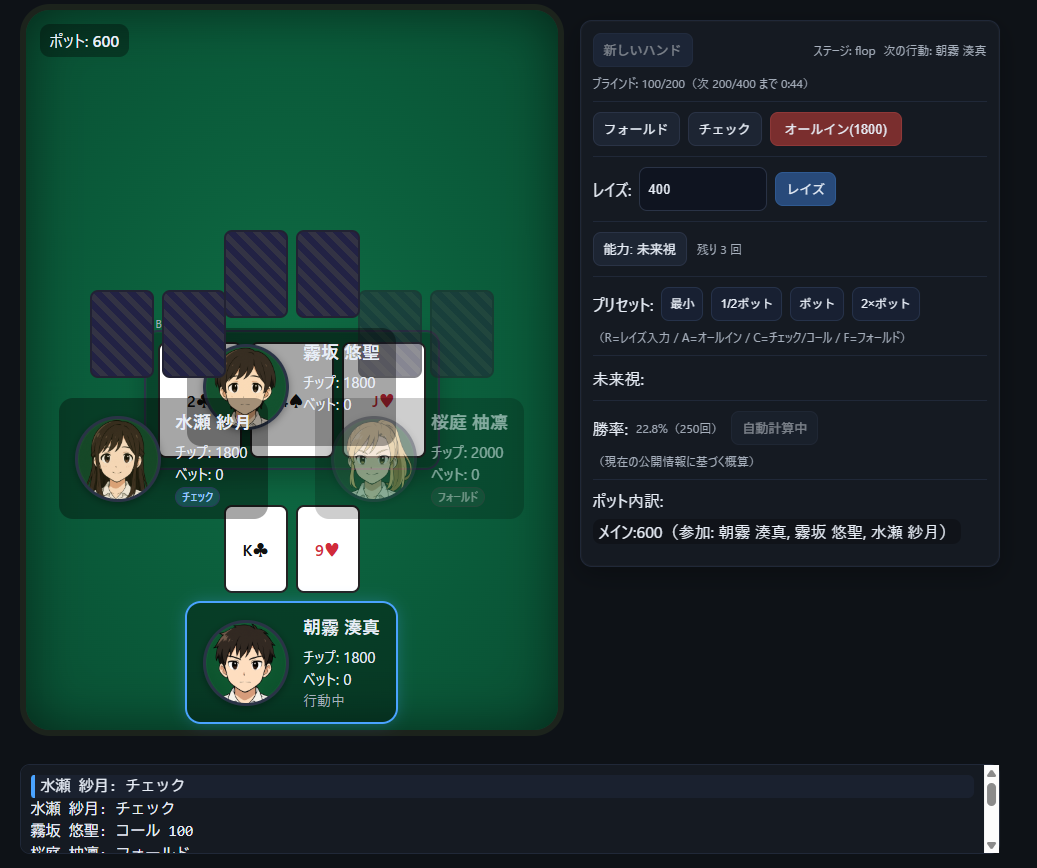 ポット: 600
B
霧坂 悠聖
チップ: 1800
ベット: 0
2♣
♠
J♥
水瀬 紗月
チップ: 1800
ベット: 0
チェック
桜庭 柚凛
チップ: 2000
ベット: 0
フォールド
K♣
9♥
朝霧 湊真
チップ: 1800
ベット: 0
行動中
新しいハンド
ステージ: flop 次の行動: 朝霧 湊真
ブラインド: 100/200（次 200/400 まで 0:44）
フォールド チェック オールイン(1800)
レイズ: 400 レイズ
能力: 未来視 残り 3 回
プリセット: 最小 1/2ポット ポット 2×ポット
（R=レイズ入力 / A=オールイン / C=チェック/コール / F=フォールド）
未来視:
勝率: 22.8%（250回） 自動計算中
（現在の公開情報に基づく概算）
ポット内訳:
メイン:600（参加: 朝霧 湊真, 霧坂 悠聖, 水瀬 紗月）
水瀬 紗月: チェック
水瀬 紗月: チェック
霧坂 悠聖: コール 100
桜庭 柚凛: フォールド